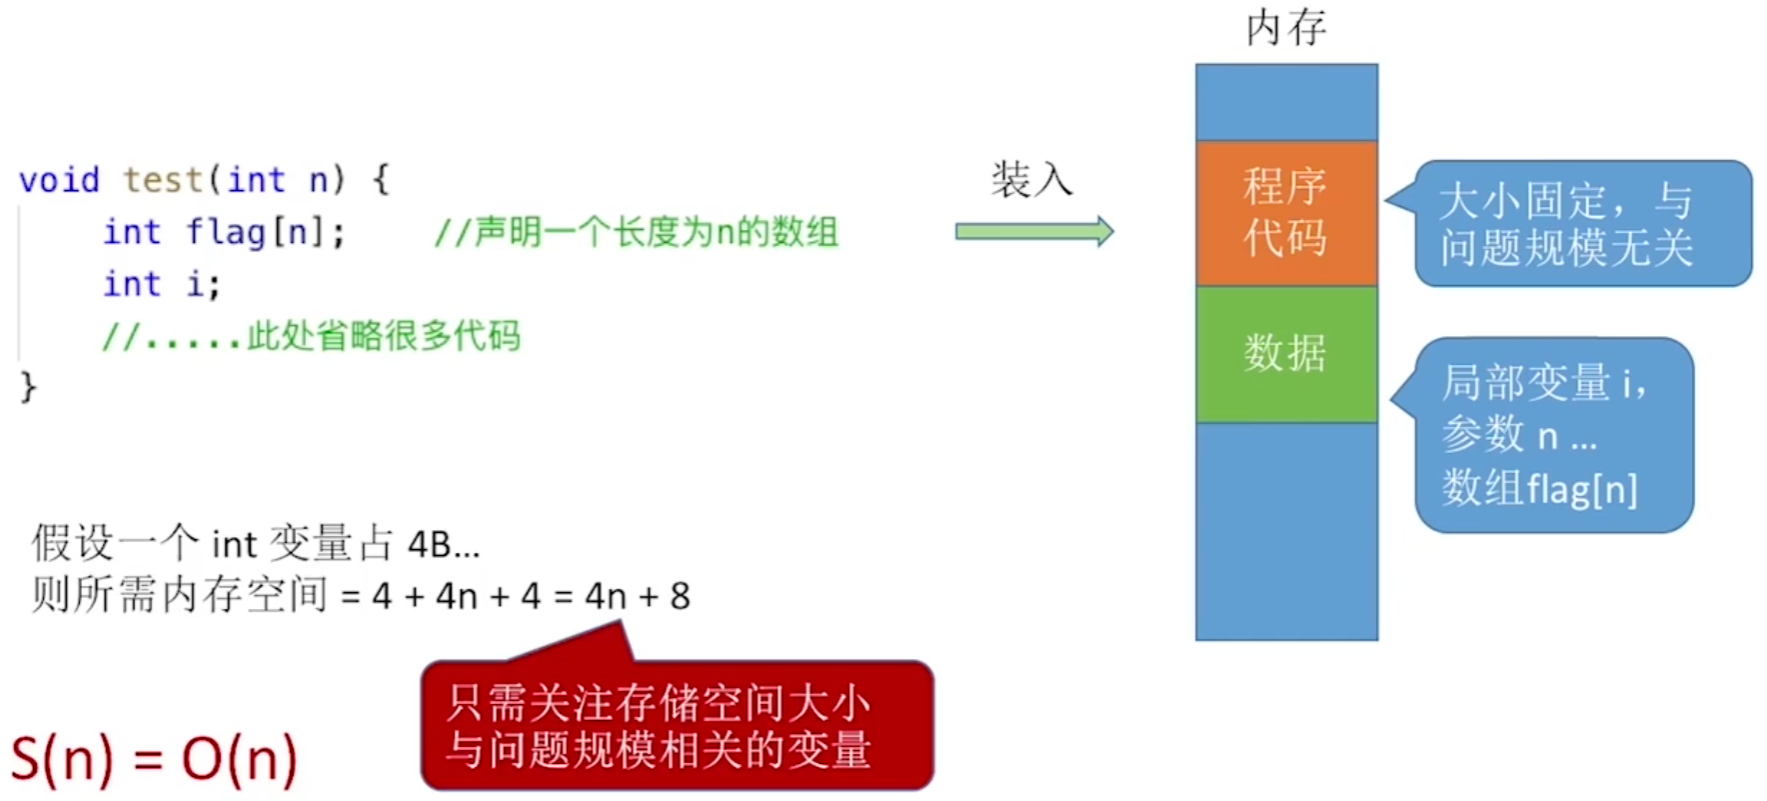 内存
void test(int n) {
int flag[n]; //声明一个长度为n的数组
int i;
//.....此处省略很多代码
}
装入
程序
代码
数据
大小固定，与
问题规模无关
局部变量 i，
参数 n ...
数组flag[n]
假设一个 int 变量占 4B...
则所需内存空间 = 4 + 4n + 4 = 4n + 8
只需关注存储空间大小
与问题规模相关的变量
S(n) = O(n)